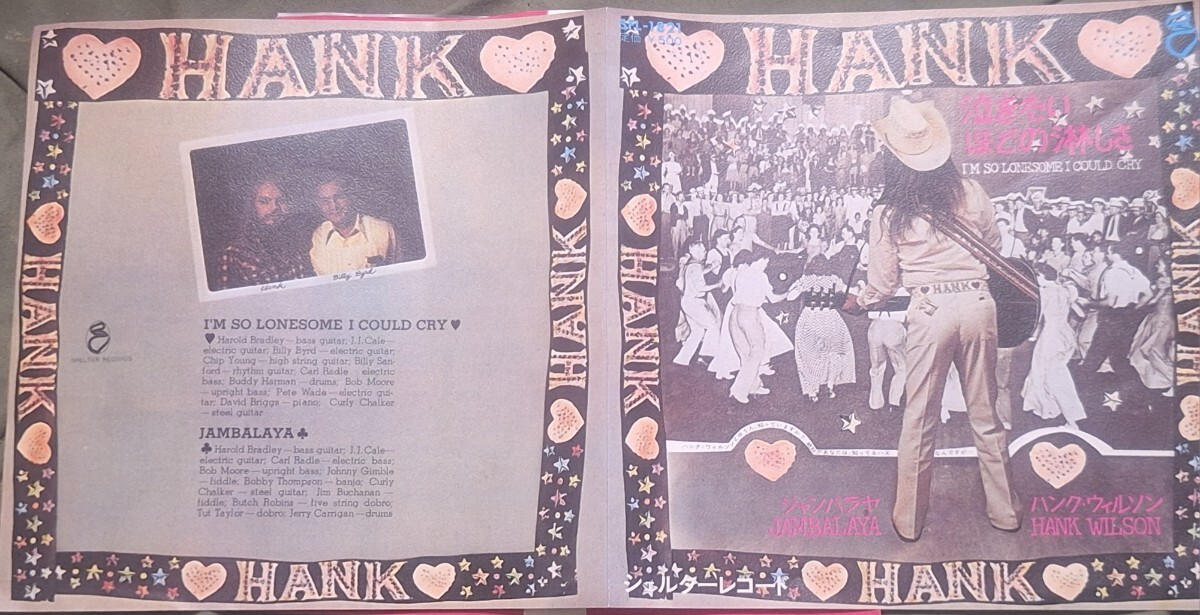 HANK
HANK
HANK
HANK
Hank
Billy Byrd
SHELTER RECORDS
I'M SO LONESOME I COULD CRY♥
♥Harold Bradley—bass guitar; J.J.Cale—
electric guitar; Billy Byrd—electric guitar;
Chip Young—high string guitar; Billy San-
ford—rhythm guitar; Carl Radle electric
bass; Buddy Harman—drums; Bob Moore
—upright bass; Pete Wade—electric gui-
tar; David Briggs—piano; Curly Chalker
—steel guitar
JAMBALAYA♣
♣Harold Bradley—bass guitar; J.J.Cale—
electric guitar; Carl Radle—electric bass;
Bob Moore—upright bass; Johnny Gimble
—fiddle; Bobby Thompson—banjo; Curly
Chalker—steel guitar; Jim Buchanan—
fiddle; Butch Robins—five string dobro;
Tut Taylor—dobro; Jerry Carrigan—drums
HANK
HANK
泣きたい
ほどの淋しさ
I'M SO LONESOME I COULD CRY
HANK
HANK
HANK
ジャンバラヤ
JAMBALAYA
ハンク・ウィルソン
HANK WILSON
シェルターレコード
HANK